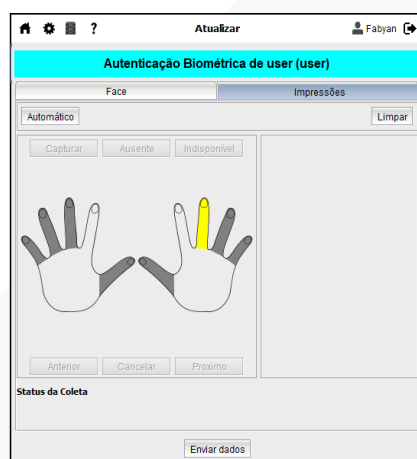 ? Atualizar Fabyan
Autenticação Biométrica de user (user)
Face Impressões
Automático Limpar
Capturar Ausente Indisponível
Anterior Cancelar Proximo
Status da Coleta
Enviar dados